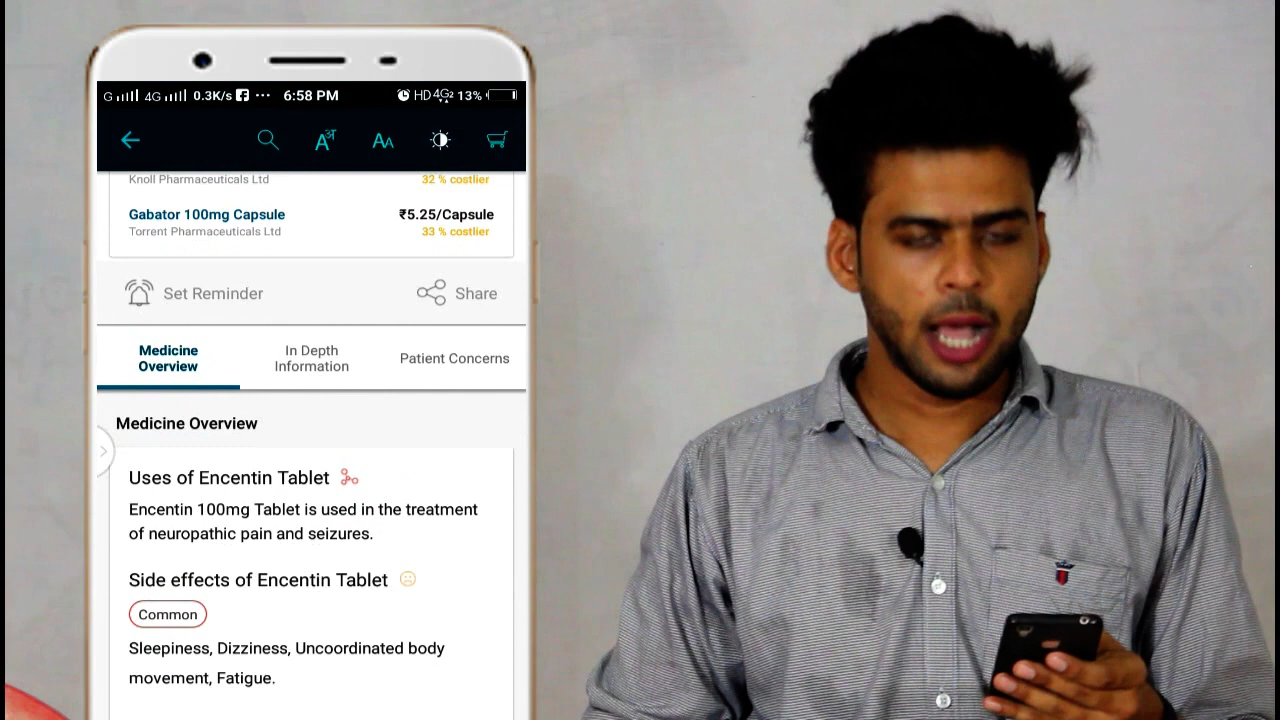 G 4G 0.3K/s ... 6:58 PM HD 4G2 13%
A अ AA
Knoll Pharmaceuticals Ltd 32 % costlier
Gabator 100mg Capsule ₹5.25/Capsule
Torrent Pharmaceuticals Ltd 33 % costlier
Set Reminder Share
Medicine Overview
In Depth Information
Patient Concerns
Medicine Overview
Uses of Encentin Tablet
Encentin 100mg Tablet is used in the treatment
of neuropathic pain and seizures.
Side effects of Encentin Tablet
Common
Sleepiness, Dizziness, Uncoordinated body
movement, Fatigue.